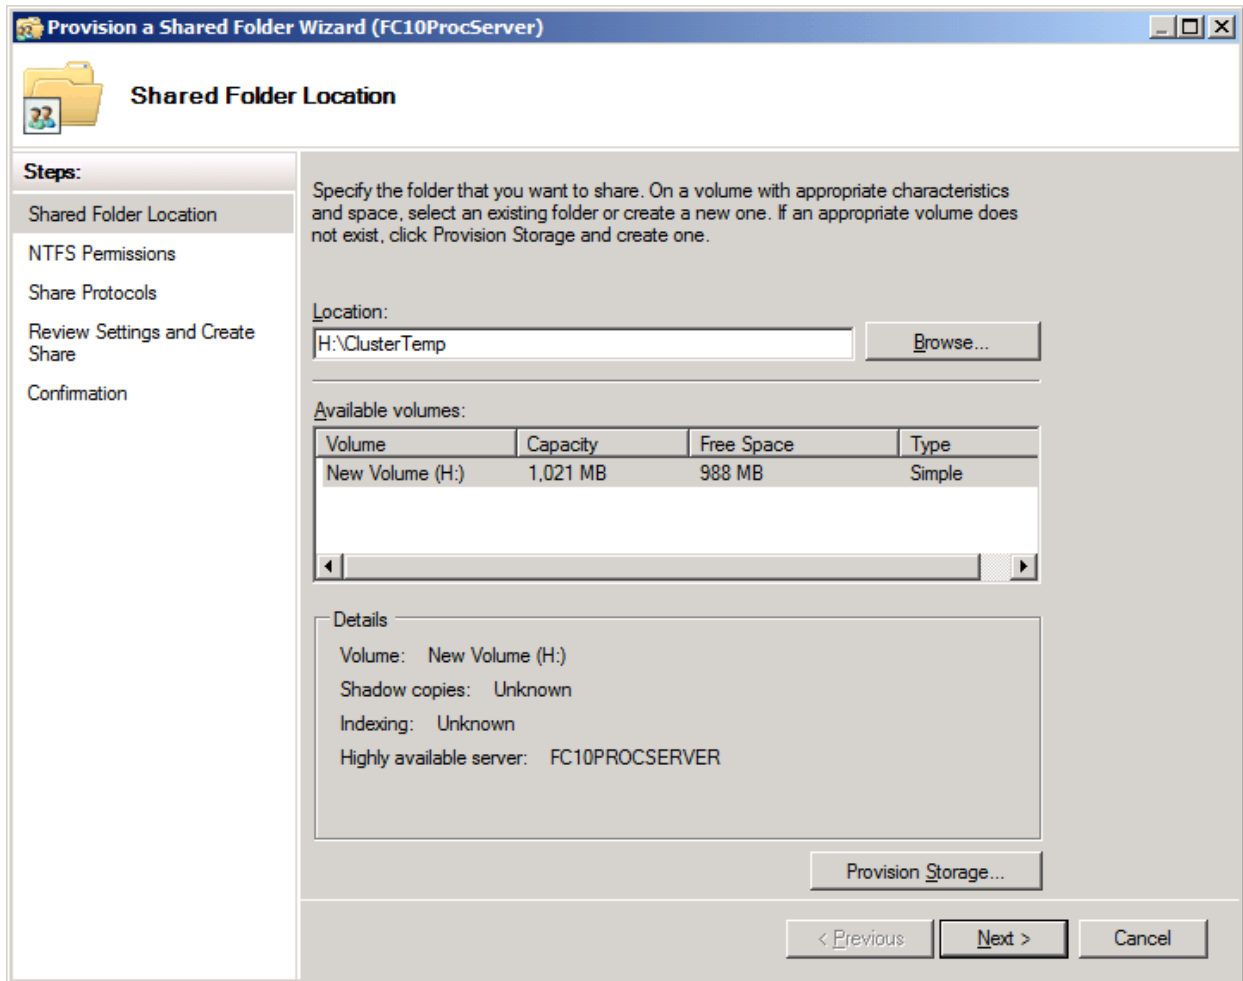 Provision a Shared Folder Wizard (FC10ProcServer)
Shared Folder Location
Steps:
Shared Folder Location
NTFS Permissions
Share Protocols
Review Settings and Create
Share
Confirmation
Specify the folder that you want to share. On a volume with appropriate characteristics
and space, select an existing folder or create a new one. If an appropriate volume does
not exist, click Provision Storage and create one.
Location:
H:\ClusterTemp
Browse...
Available volumes:
Volume Capacity Free Space Type
New Volume (H:) 1,021 MB 988 MB Simple
Details
Volume: New Volume (H:)
Shadow copies: Unknown
Indexing: Unknown
Highly available server: FC10PROCSERVER
Provision Storage...
< Previous Next > Cancel